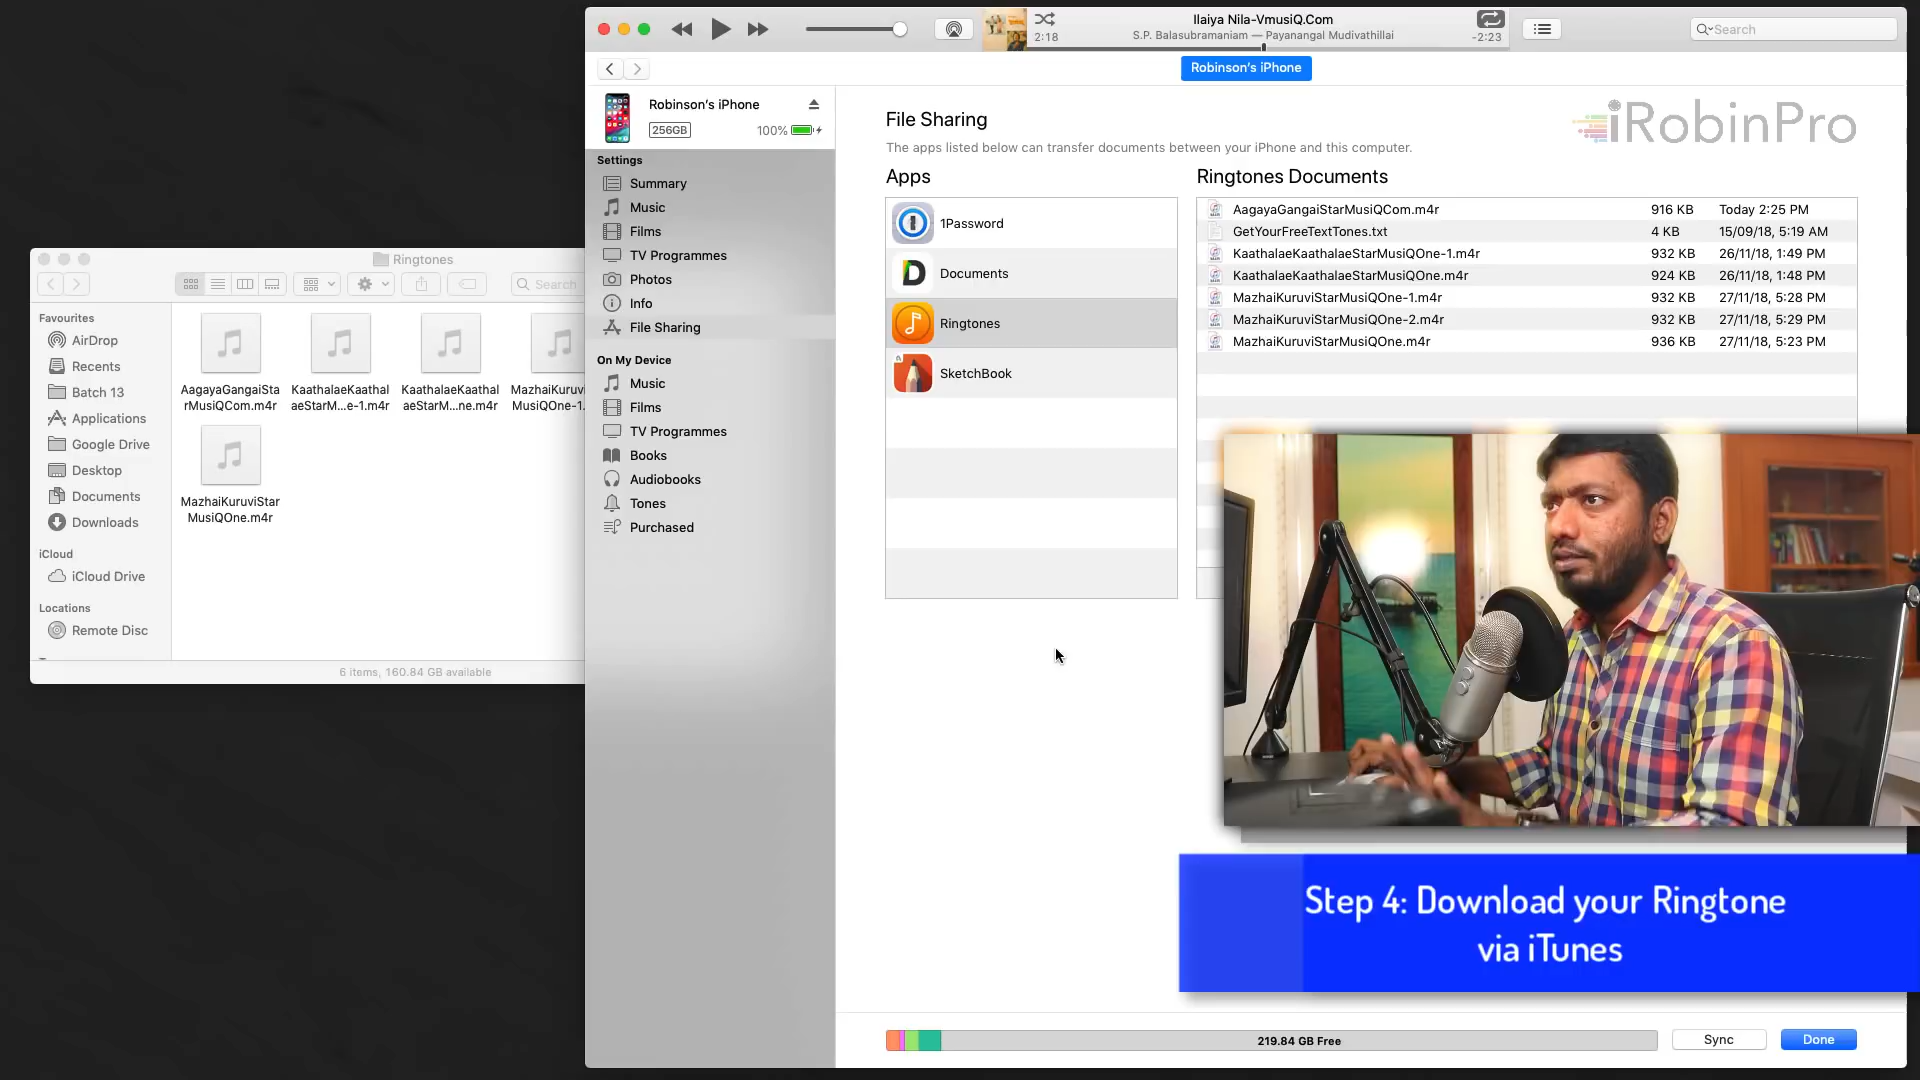 Ilaiya Nila-VmusiQ.Com
2:18
S.P. Balasubramaniam — Payanangal Mudivathillai
-2:23
Search
Robinson's iPhone
Robinson's iPhone
256GB
100%
Settings
Summary
Music
Films
TV Programmes
Photos
Info
File Sharing
On My Device
Music
Films
TV Programmes
Books
Audiobooks
Tones
Purchased
iRobinPro
File Sharing
The apps listed below can transfer documents between your iPhone and this computer.
Apps
1Password
Documents
Ringtones
SketchBook
Ringtones Documents
AagayaGangaiStarMusiQCom.m4r 916 KB Today 2:25 PM
GetYourFreeTextTones.txt 4 KB 15/09/18, 5:19 AM
KaathalaeKaathalaeStarMusiQOne-1.m4r 932 KB 26/11/18, 1:49 PM
KaathalaeKaathalaeStarMusiQOne.m4r 924 KB 26/11/18, 1:48 PM
MazhaiKuruviStarMusiQOne-1.m4r 932 KB 27/11/18, 5:28 PM
MazhaiKuruviStarMusiQOne-2.m4r 932 KB 27/11/18, 5:29 PM
MazhaiKuruviStarMusiQOne.m4r 936 KB 27/11/18, 5:23 PM
Ringtones
Search
Favourites
AirDrop
Recents
Batch 13
Applications
Google Drive
Desktop
Documents
Downloads
iCloud
iCloud Drive
Locations
Remote Disc
AagayaGangaiSta
rMusiQCom.m4r
KaathalaeKaathal
aeStarM...e-1.m4r
KaathalaeKaathal
aeStarM...ne.m4r
MazhaiKuruvi
MusiQOne-1.
MazhaiKuruviStar
MusiQOne.m4r
6 items, 160.84 GB available
Step 4: Download your Ringtone
via iTunes
219.84 GB Free
Sync
Done